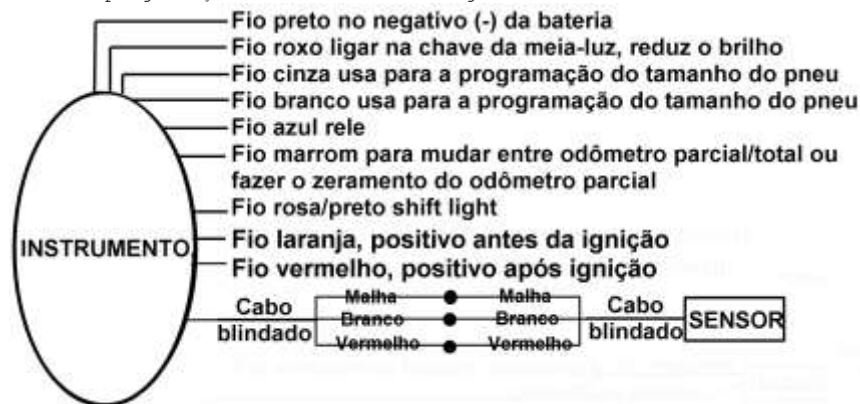 Fio preto no negativo (-) da bateria
Fio roxo ligar na chave da meia-luz, reduz o brilho
Fio cinza usa para a programação do tamanho do pneu
Fio branco usa para a programação do tamanho do pneu
Fio azul rele
Fio marrom para mudar entre odômetro parcial/total ou
fazer o zeramento do odômetro parcial
Fio rosa/preto shift light
INSTRUMENTO
Fio laranja, positivo antes da ignição
Fio vermelho, positivo após ignição
Cabo blindado
Malha Malha
Branco Branco
Vermelho Vermelho
Cabo blindado
SENSOR